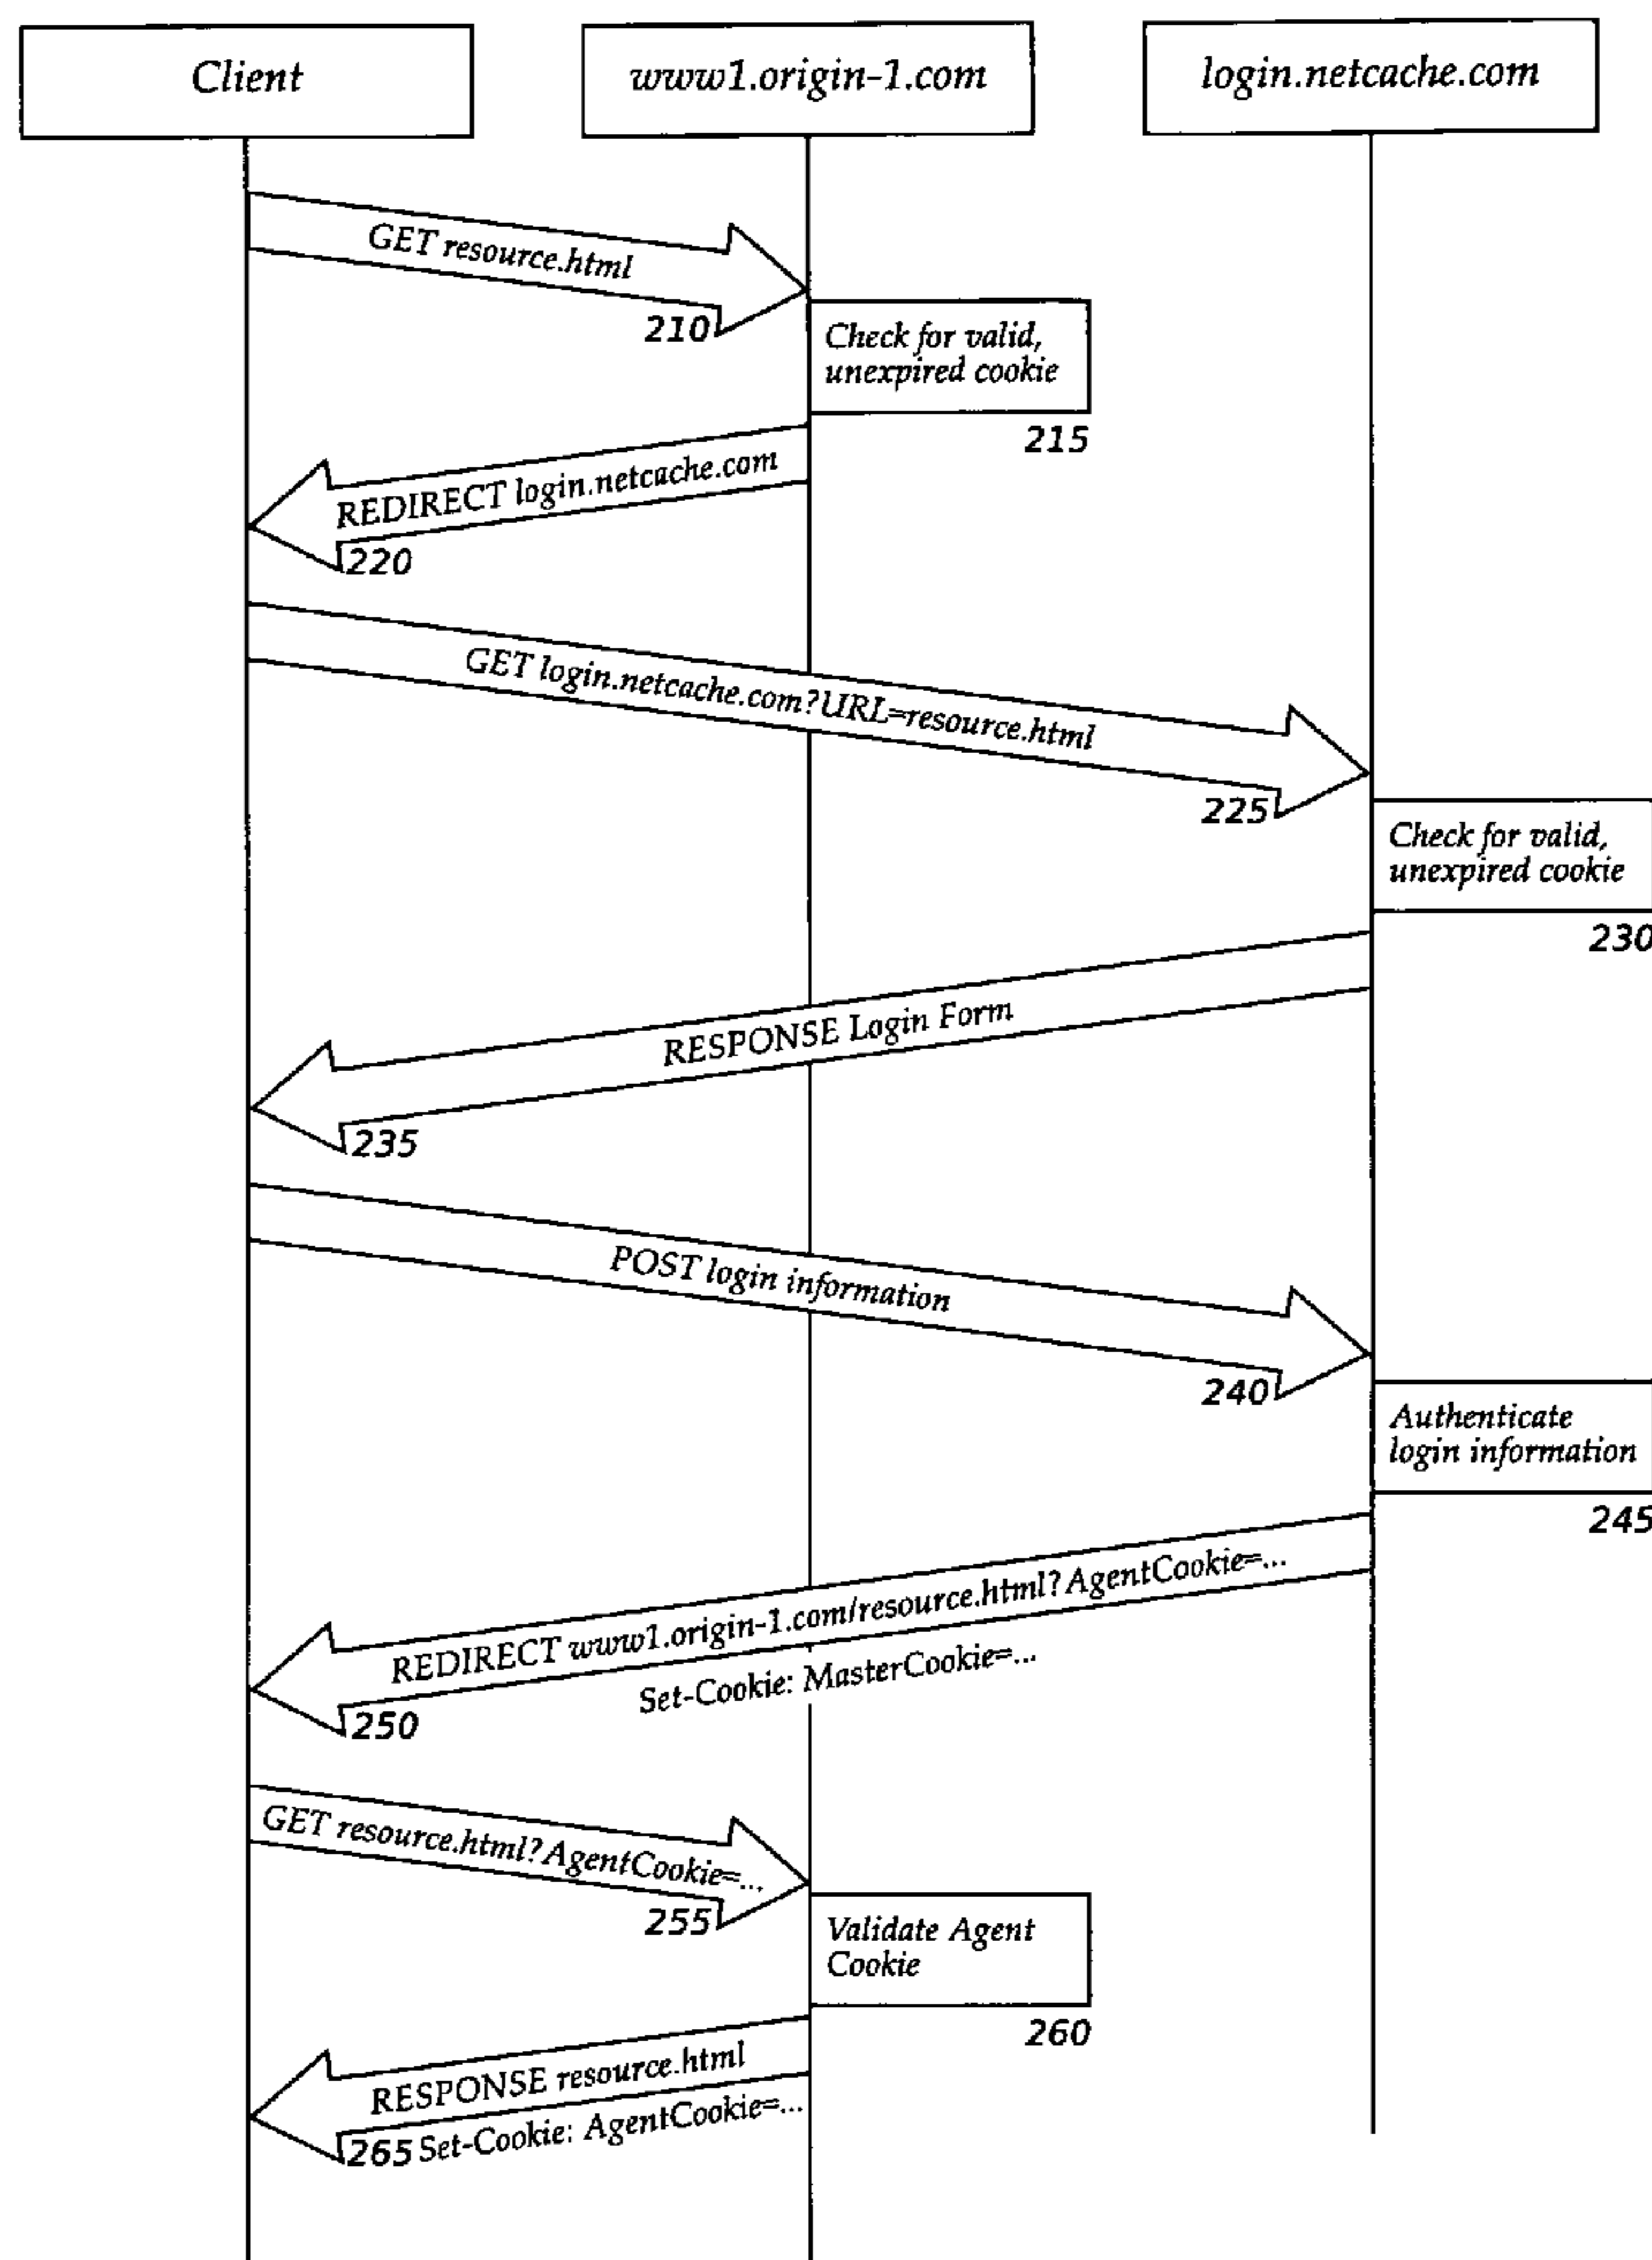 Client
www1.origin-1.com
login.netcache.com
GET resource.html
210
Check for valid,
unexpired cookie
215
REDIRECT login.netcache.com
220
GET login.netcache.com?URL=resource.html
225
Check for valid,
unexpired cookie
230
RESPONSE Login Form
235
POST login information
240
Authenticate
login information
245
REDIRECT www1.origin-1.com/resource.html?AgentCookie=...
Set-Cookie: MasterCookie=...
250
GET resource.html?AgentCookie=...
255
Validate Agent
Cookie
260
RESPONSE resource.html
265 Set-Cookie: AgentCookie=...